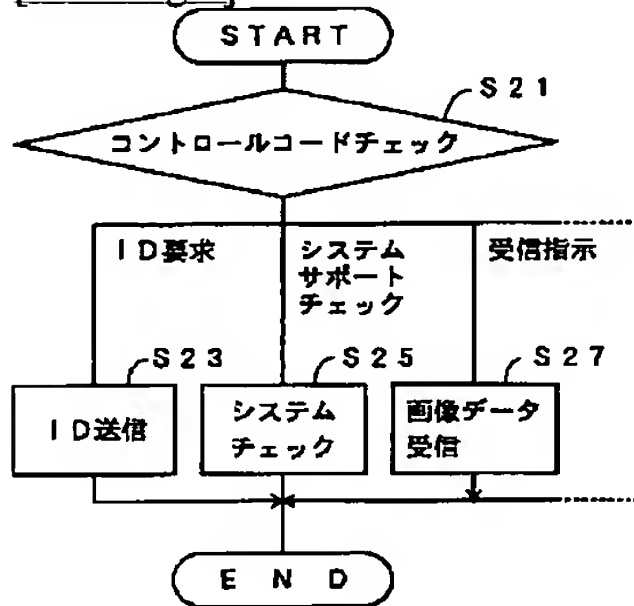 START
S21
コントロールコードチェック
ID要求
システム
サポート
チェック
受信指示
S23
S25
S27
ID送信
システム
チェック
画像データ
受信
END